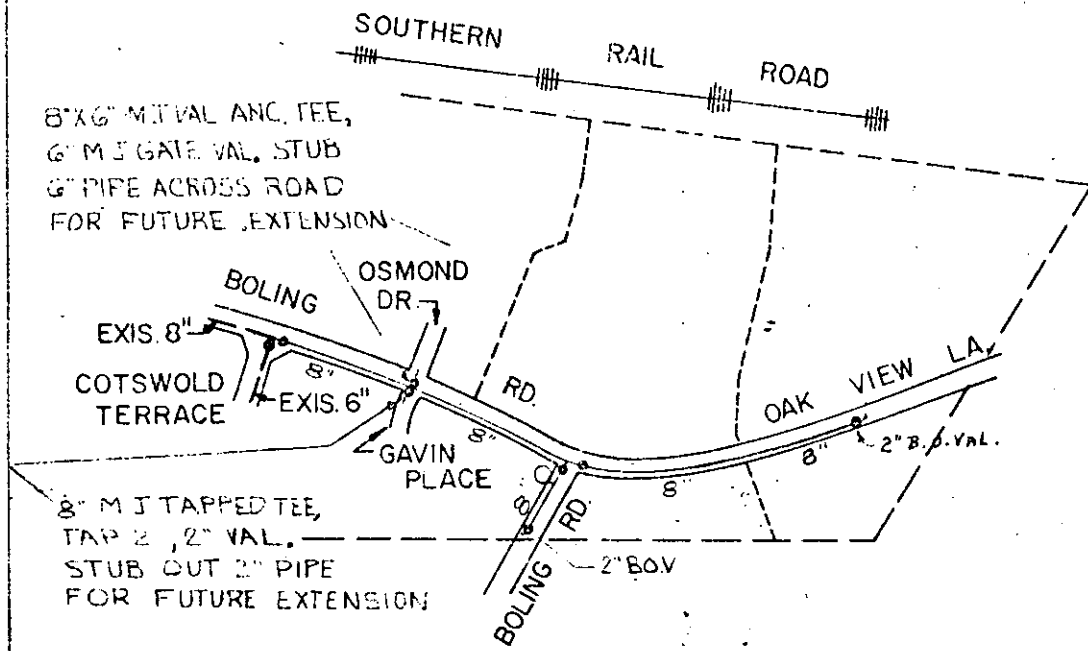 SOUTHERN RAIL ROAD
8"X6" M J VAL ANC. TEE,
6" M J GATE VAL. STUB
6" PIPE ACROSS ROAD
FOR FUTURE EXTENSION
OSMOND
DR.
BOLING RD.
EXIS. 8"
8"
COTSWOLD
TERRACE
EXIS. 6"
8"
GAVIN
PLACE
OAK VIEW LA.
8"
2" B.O.VAL.
8"
8"
BOLING RD.
2" B.O.V
8" M J TAPPED TEE,
TAP 2", 2" VAL.
STUB OUT 2" PIPE
FOR FUTURE EXTENSION